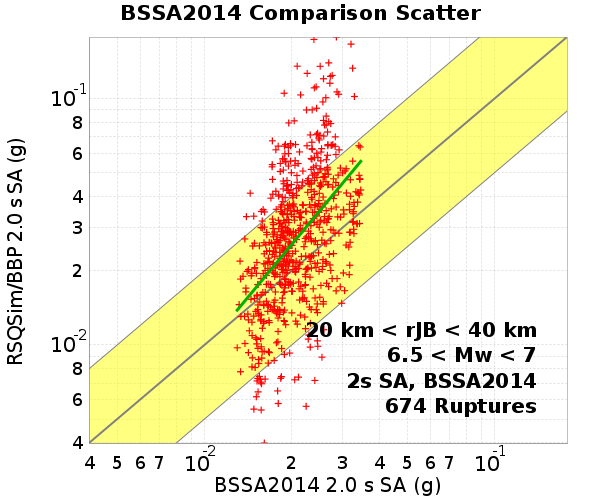 BSSA2014 Comparison Scatter
RSQSim/BBP 2.0 s SA (g)
10⁻¹
8
6
4
3
2
10⁻²
8
6
4
20 km < rJB < 40 km
6.5 < Mw < 7
2s SA, BSSA2014
674 Ruptures
4 5 6 7 10⁻² 2 3 4 5 6 7 10⁻¹
BSSA2014 2.0 s SA (g)